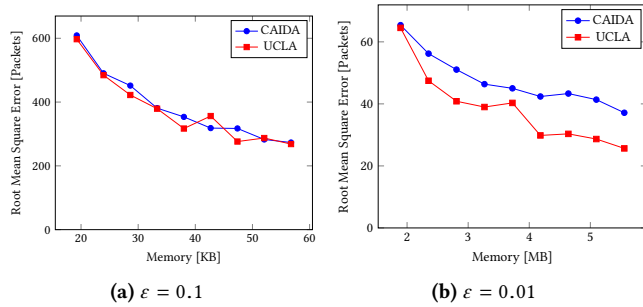 Root Mean Square Error [Packets]
600
400
200
20
30
40
50
60
Memory [KB]
CAIDA
UCLA
(a) ε = 0.1
Root Mean Square Error [Packets]
60
40
20
0
2
3
4
5
Memory [MB]
CAIDA
UCLA
(b) ε = 0.01